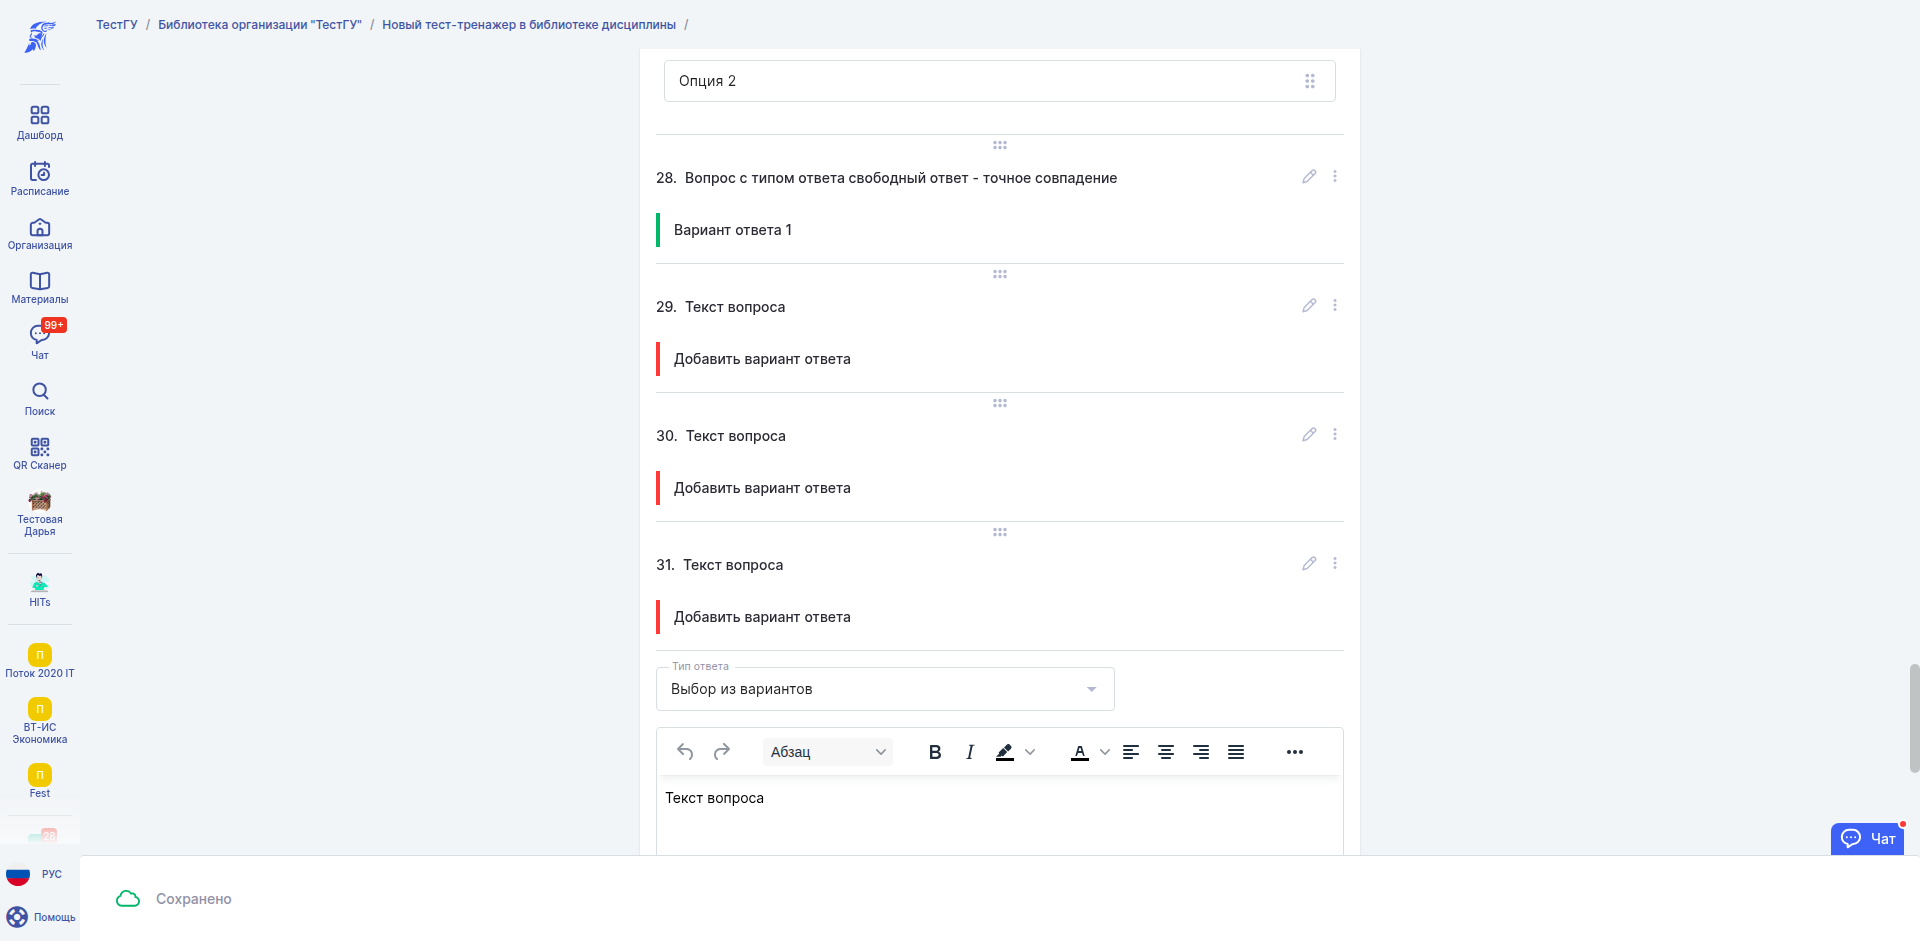 ТестГУ / Библиотека организации "ТестГУ" / Новый тест-тренажер в библиотеке дисциплины /
Дашборд
Расписание
Организация
Материалы
99+
Чат
Поиск
QR Сканер
Тестовая
Дарья
HITs
П
Поток 2020 IT
П
ВТ-ИС
Экономика
П
Fest
28
РУС
Помощь
Опция 2
28. Вопрос с типом ответа свободный ответ - точное совпадение
Вариант ответа 1
29. Текст вопроса
Добавить вариант ответа
30. Текст вопроса
Добавить вариант ответа
31. Текст вопроса
Добавить вариант ответа
Тип ответа
Выбор из вариантов
Абзац B I A
Текст вопроса
Чат
Сохранено